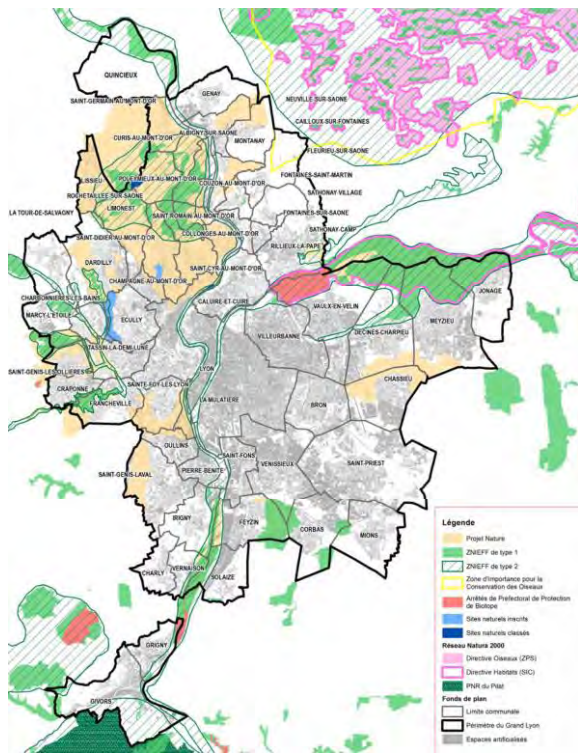 QUINCIEUX
SAINT-GERMAIN-AU-MONT-D'OR
GENAY
NEUVILLE-SUR-SAONE
CURIS-AU-MONT-D'OR
ALBIGNY-SUR-SAONE
CAILLOUX-SUR-FONTAINES
MONTANAY
FLEURIEU-SUR-SAONE
LISSIEU
POLEYMIEUX-AU-MONT-D'OR
COUZON-AU-MONT-D'OR
FONTAINES-SAINT-MARTIN
ROCHETAILLEE-SUR-SAONE
SATHONAY-VILLAGE
LIMONEST
LA TOUR-DE-SALVAGNY
SAINT-ROMAIN-AU-MONT-D'OR
FONTAINES-SUR-SAONE
SATHONAY-CAMP
SAINT-DIDIER-AU-MONT-D'OR
COLLONGES-AU-MONT-D'OR
RILLIEUX-LA-PAPE
DARDILLY
SAINT-CYR-AU-MONT-D'OR
CHARBONNIERES-LES-BAINS
CHAMPAGNE-AU-MONT-D'OR
CALUIRE-ET-CUIRE
JONAGE
MARCY-L'ETOILE
VAULX-EN-VELIN
MEYZIEU
ECULLY
VILLEURBANNE
DECINES-CHARPIEU
TASSIN-LA-DEMI-LUNE
SAINT-GENIS-LES-OLLIERES
LYON
CHASSIEU
CRAPONNE
SAINTE-FOY-LES-LYON
FRANCHEVILLE
LA MULATIERE
BRON
OULLINS
SAINT-FONS
SAINT-GENIS-LAVAL
PIERRE-BENITE
VENISSIEUX
SAINT-PRIEST
IRIGNY
FEYZIN
CORBAS
MIONS
CHARLY
VERNAISON
SOLAIZE
GRIGNY
GIVORS
Légende
Projet Nature
ZNIEFF de type 1
ZNIEFF de type 2
Zone d'importance pour la
Conservation des Oiseaux
Arrêtés de Préfectoral de Protection
de Biotope
Sites naturels inscrits
Sites naturels classés
Réseau Natura 2000
Directive Oiseaux (ZPS)
Directive Habitats (SIC)
PNR du Pilat
Fonds de plan
Limite communale
Périmètre du Grand Lyon
Espaces artificialisés